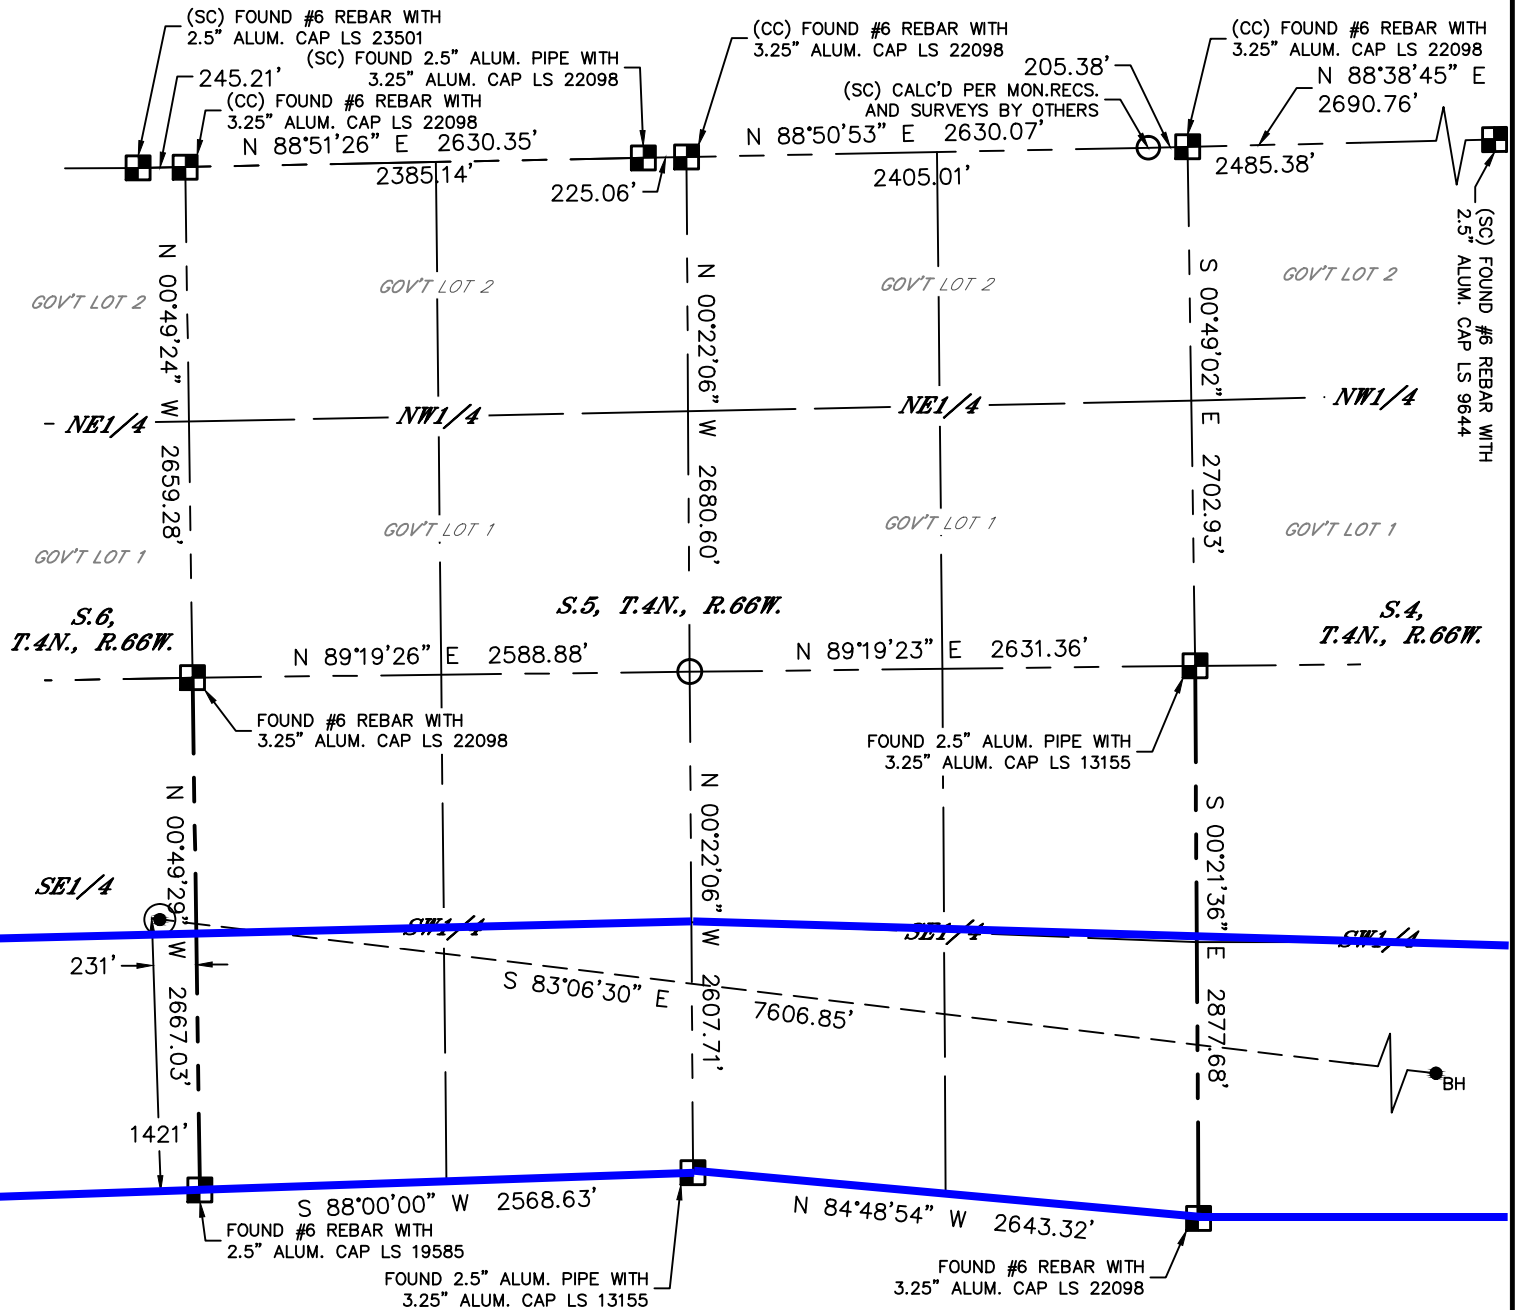 (SC) FOUND #6 REBAR WITH
2.5" ALUM. CAP LS 23501
(SC) FOUND 2.5" ALUM. PIPE WITH
3.25" ALUM. CAP LS 22098
245.21'
(CC) FOUND #6 REBAR WITH
3.25" ALUM. CAP LS 22098
(CC) FOUND #6 REBAR WITH
3.25" ALUM. CAP LS 22098
205.38'
(SC) CALC'D PER MON.RECS.
AND SURVEYS BY OTHERS
(CC) FOUND #6 REBAR WITH
3.25" ALUM. CAP LS 22098
N 88°38'45" E
2690.76'
N 88°51'26" E 2630.35'
2385.14'
225.06'
N 88°50'53" E 2630.07'
2405.01'
2485.38'
(SC) FOUND #6 REBAR WITH
2.5" ALUM. CAP LS 9644
GOV'T LOT 2
GOV'T LOT 2
GOV'T LOT 2
GOV'T LOT 2
N 00°49'24" W 2659.28'
N 00°22'06" W 2680.60'
S 00°49'02" E 2702.93'
NE1/4
NW1/4
NE1/4
NW1/4
GOV'T LOT 1
GOV'T LOT 1
GOV'T LOT 1
GOV'T LOT 1
S.6,
T.4N., R.66W.
S.5, T.4N., R.66W.
S.4,
T.4N., R.66W.
N 89°19'26" E 2588.88'
N 89°19'23" E 2631.36'
FOUND #6 REBAR WITH
3.25" ALUM. CAP LS 22098
FOUND 2.5" ALUM. PIPE WITH
3.25" ALUM. CAP LS 13155
N 00°49'29" W 2667.03'
N 00°22'06" W 2607.71'
S 00°21'36" E 2877.68'
SE1/4
SW1/4
SE1/4
SW1/4
231'
S 83°06'30" E 7606.85'
BH
1421'
S 88°00'00" W 2568.63'
N 84°48'54" W 2643.32'
FOUND #6 REBAR WITH
2.5" ALUM. CAP LS 19585
FOUND 2.5" ALUM. PIPE WITH
3.25" ALUM. CAP LS 13155
FOUND #6 REBAR WITH
3.25" ALUM. CAP LS 22098